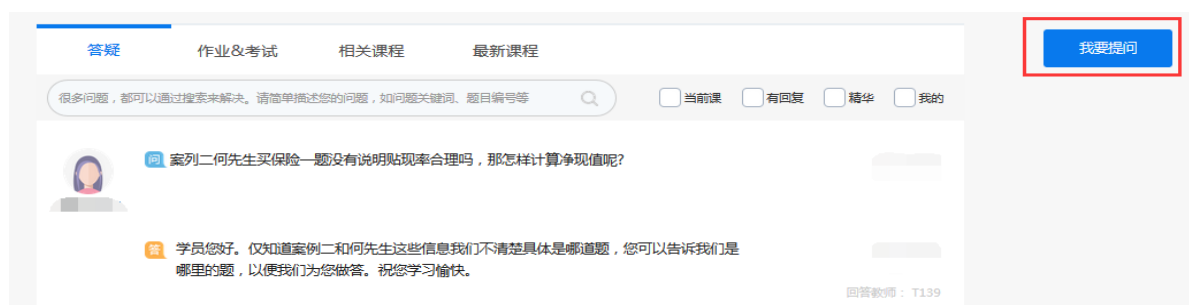 答疑 作业&考试 相关课程 最新课程 我要提问
很多问题，都可以通过搜索来解决。请简单描述您的问题，如问题关键词、题目编号等 当前课 有回复 精华 我的
问 案列二何先生买保险一题没有说明贴现率合理吗，那怎样计算净现值呢?
答 学员您好。仅知道案例二和何先生这些信息我们不清楚具体是哪道题，您可以告诉我们是
哪里的题，以便我们为您做答。祝您学习愉快。
回答教师： T139